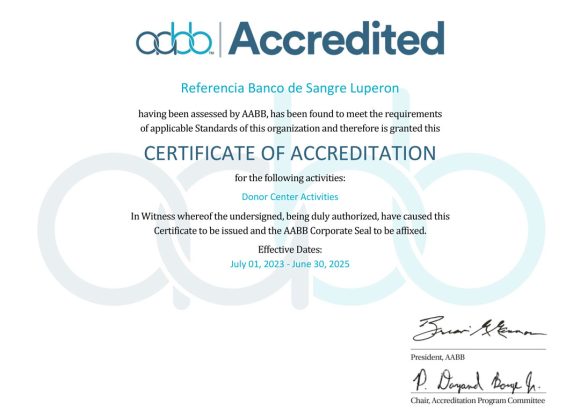 aabb Accredited
Referencia Banco de Sangre Luperon
having been assessed by AABB, has been found to meet the requirements
of applicable Standards of this organization and therefore is granted this
CERTIFICATE OF ACCREDITATION
for the following activities:
Donor Center Activities
In Witness whereof the undersigned, being duly authorized, have caused this
Certificate to be issued and the AABB Corporate Seal to be affixed.
Effective Dates:
July 01, 2023 - June 30, 2025
President, AABB
Chair, Accreditation Program Committee